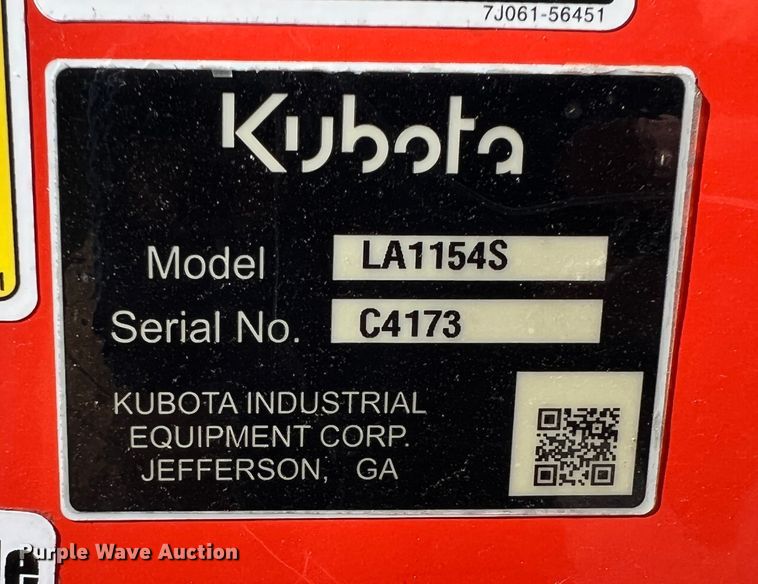 7J061-56451
Kubota
Model LA1154S
Serial No. C4173
KUBOTA INDUSTRIAL
EQUIPMENT CORP.
JEFFERSON, GA
Purple Wave Auction